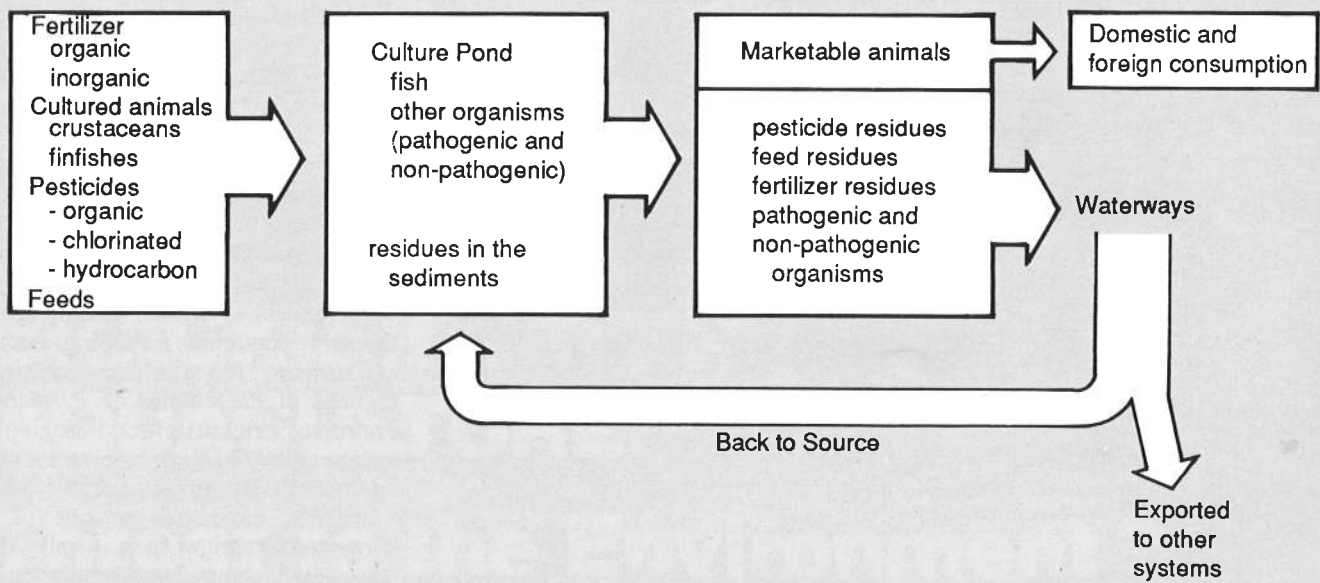 Fertilizer
organic
inorganic
Cultured animals
crustaceans
finfishes
Pesticides
- organic
- chlorinated
- hydrocarbon
Feeds
Culture Pond
fish
other organisms
(pathogenic and
non-pathogenic)
residues in the
sediments
Marketable animals
pesticide residues
feed residues
fertilizer residues
pathogenic and
non-pathogenic
organisms
Domestic and
foreign consumption
Waterways
Back to Source
Exported
to other
systems